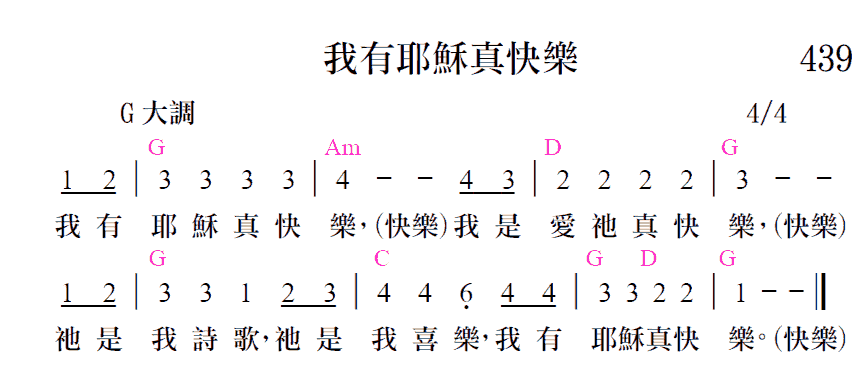 我有耶穌真快樂 439
G 大調 4/4
G Am D G
1 2 | 3 3 3 3 | 4 - - 4 3 | 2 2 2 2 | 3 - -
我有 耶穌真快 樂，(快樂)我是 愛祂真快 樂，(快樂)
G C G D G
1 2 | 3 3 1 2 3 | 4 4 6̣ 4 4 | 3 3 2 2 | 1 - - ||
祂是 我詩歌，祂是 我喜樂，我有 耶穌真快 樂。(快樂)